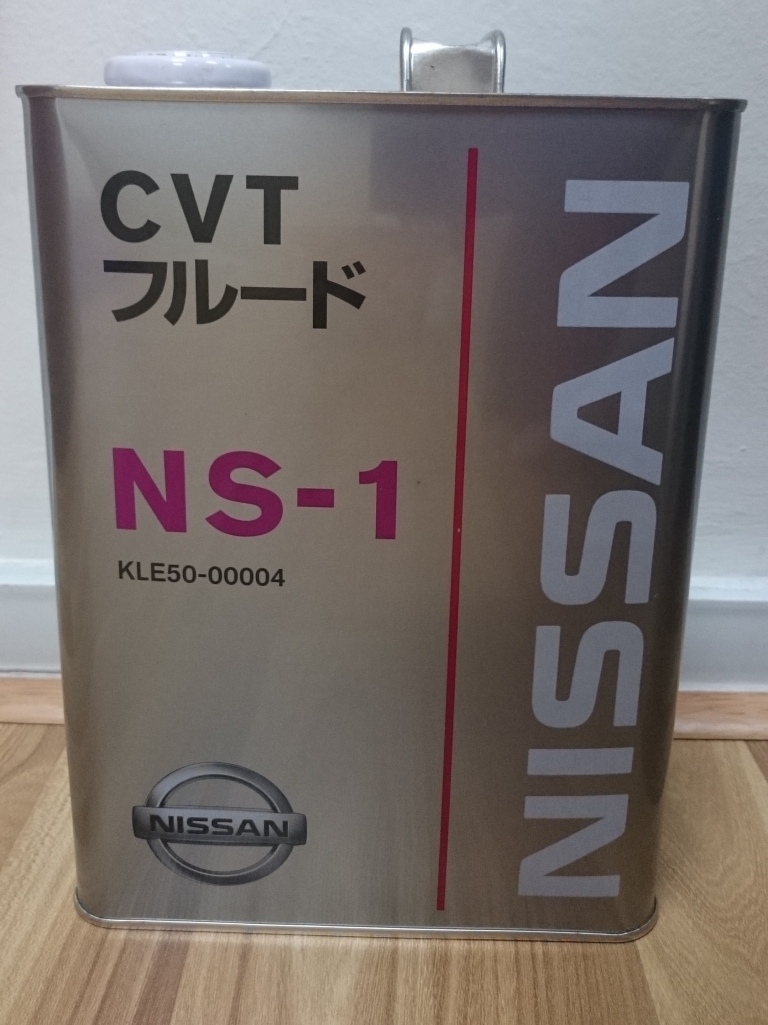 CVT
フルード
NS-1
KLE50-00004
NISSAN
NISSAN